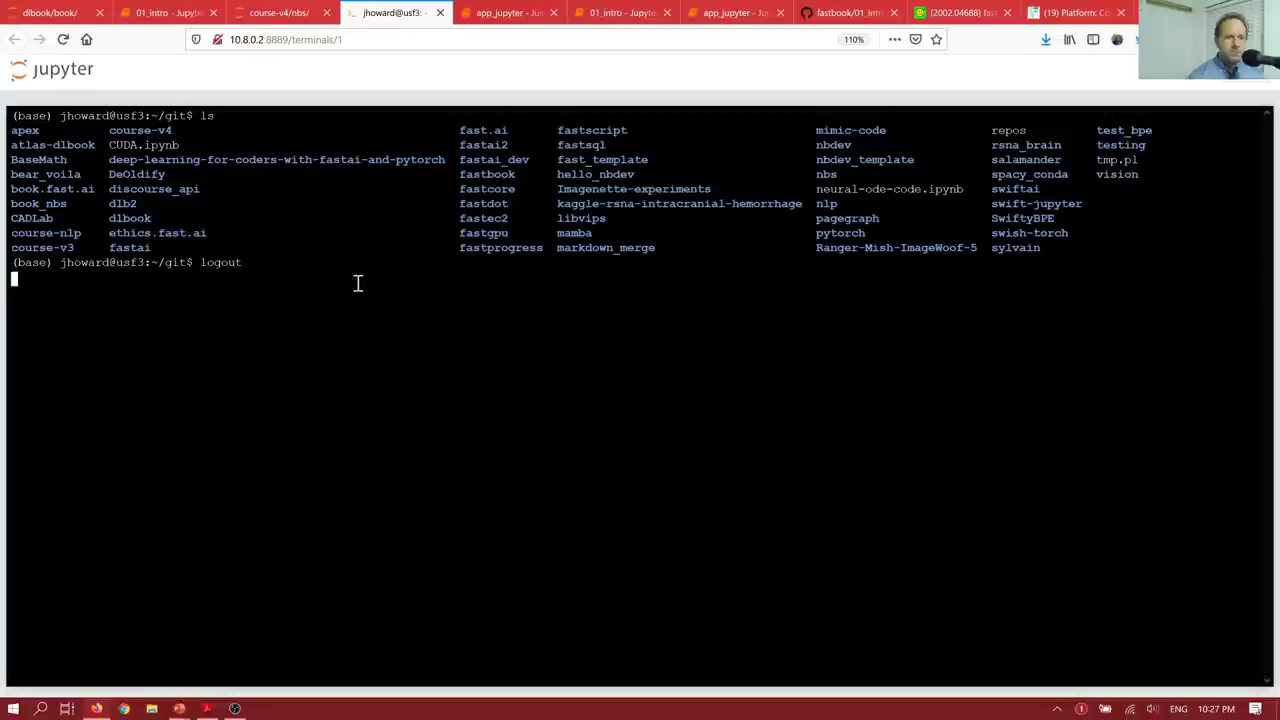 dlbook/book/
01_intro - Jupyt
course-v4/nbs/
jhoward@usf3: ~
app_jupyter - Jup
01_intro - Jupyte
app_jupyter - Jup
fastbook/01_intr
[2002.04688] fas
(19) Platform: Co
10.8.0.2:8889/terminals/1
110%
jupyter
(base) jhoward@usf3:~/git$ ls
apex course-v4 fast.ai fastscript mimic-code repos test_bpe
atlas-dlbook CUDA.ipynb fastai2 fastsql nbdev rsna_brain testing
BaseMath deep-learning-for-coders-with-fastai-and-pytorch fastai_dev fast_template nbdev_template salamander tmp.pl
bear_voila DeOldify fastbook hello_nbdev nbs spacy_conda vision
book.fast.ai discourse_api fastcore Imagenette-experiments neural-ode-code.ipynb swiftai
book_nbs dlb2 fastdot kaggle-rsna-intracranial-hemorrhage nlp swift-jupyter
CADLab dlbook fastec2 libvips pagegraph SwiftyBPE
course-nlp ethics.fast.ai fastgpu mamba pytorch swish-torch
course-v3 fastai fastprogress markdown_merge Ranger-Mish-ImageWoof-5 sylvain
(base) jhoward@usf3:~/git$ logout
ENG 10:27 PM